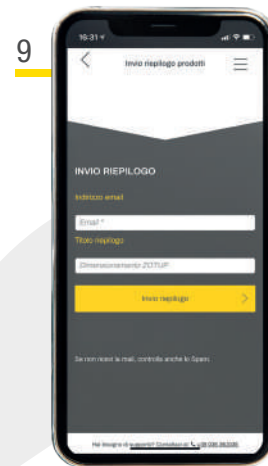 9
16:31
Invio riepilogo prodotti
INVIO RIEPILOGO
Indirizzo email
Email *
Titolo riepilogo
Dimensionamento ZOTUP
Invio riepilogo
Se non ricevi la mail, controlla anche lo Spam.
Hai bisogno di supporto? Contattaci al